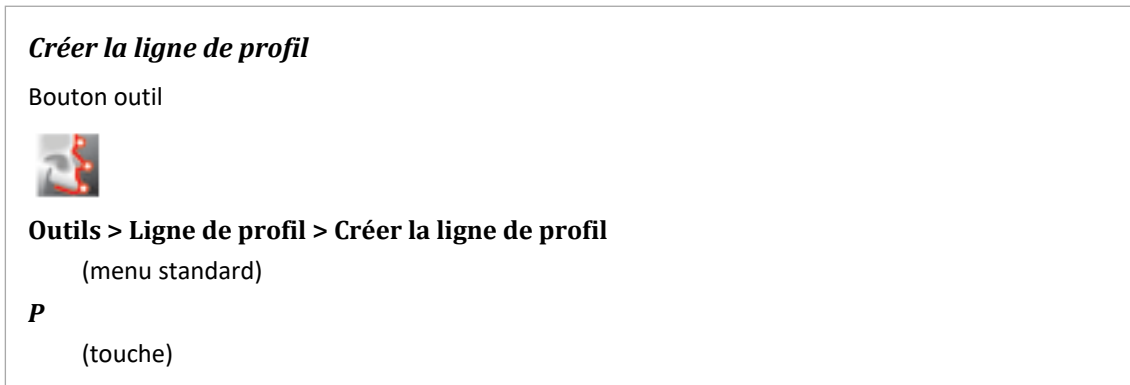 Créer la ligne de profil
Bouton outil
Outils > Ligne de profil > Créer la ligne de profil
(menu standard)
P
(touche)